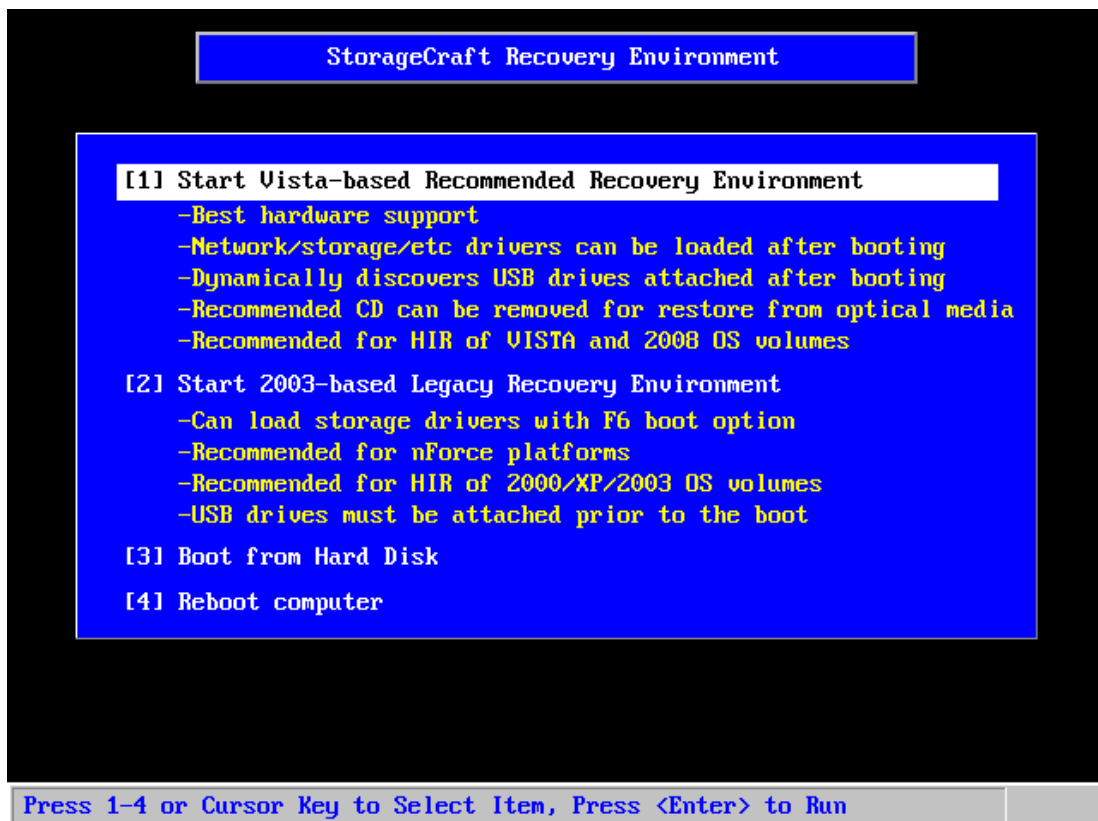 StorageCraft Recovery Environment
[1] Start Vista-based Recommended Recovery Environment
-Best hardware support
-Network/storage/etc drivers can be loaded after booting
-Dynamically discovers USB drives attached after booting
-Recommended CD can be removed for restore from optical media
-Recommended for HIR of VISTA and 2008 OS volumes
[2] Start 2003-based Legacy Recovery Environment
-Can load storage drivers with F6 boot option
-Recommended for nForce platforms
-Recommended for HIR of 2000/XP/2003 OS volumes
-USB drives must be attached prior to the boot
[3] Boot from Hard Disk
[4] Reboot computer
Press 1-4 or Cursor Key to Select Item, Press <Enter> to Run